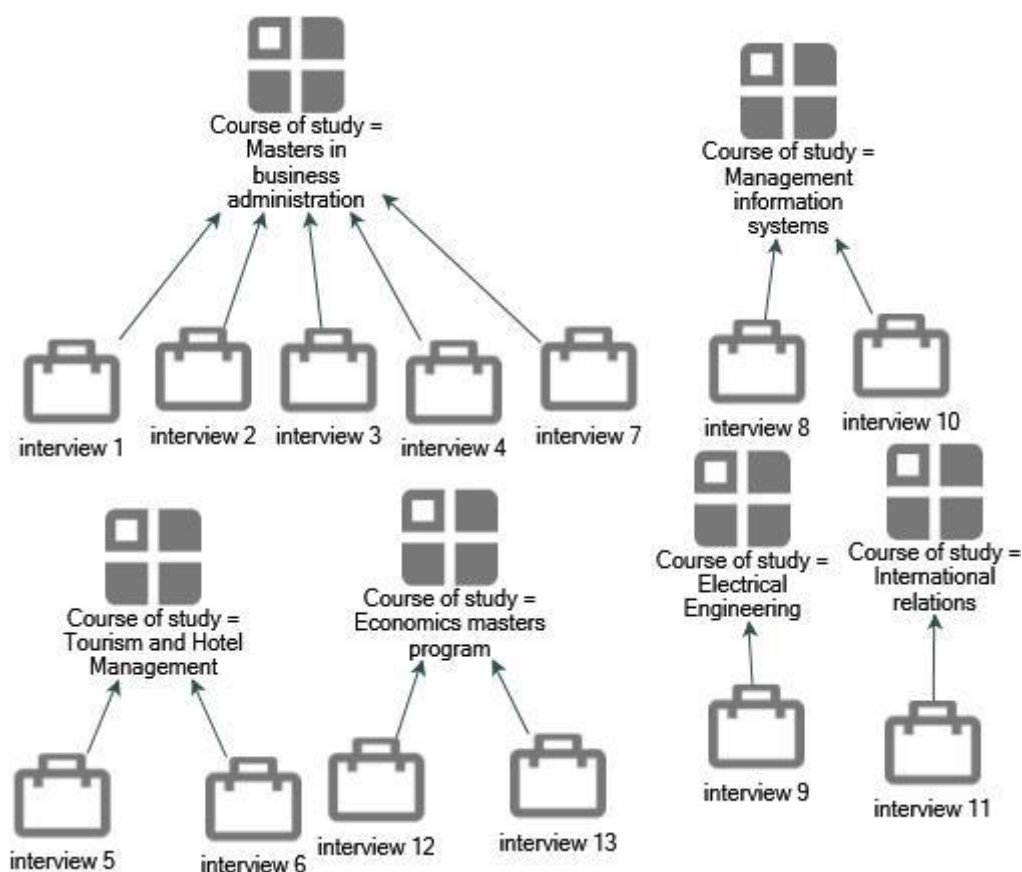 Course of study =
Masters in
business
administration
Course of study =
Management
information
systems
interview 1
interview 2
interview 3
interview 4
interview 7
interview 8
interview 10
Course of study =
Tourism and Hotel
Management
Course of study =
Economics masters
program
Course of study =
Electrical
Engineering
Course of study =
International
relations
interview 5
interview 6
interview 12
interview 13
interview 9
interview 11